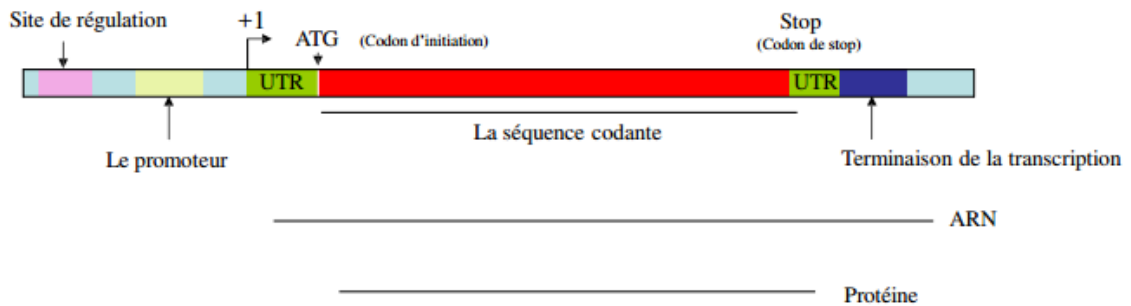 Site de régulation
+1
ATG
(Codon d’initiation)
Stop
(Codon de stop)
UTR
UTR
La séquence codante
Le promoteur
Terminaison de la transcription
ARN
Protéine